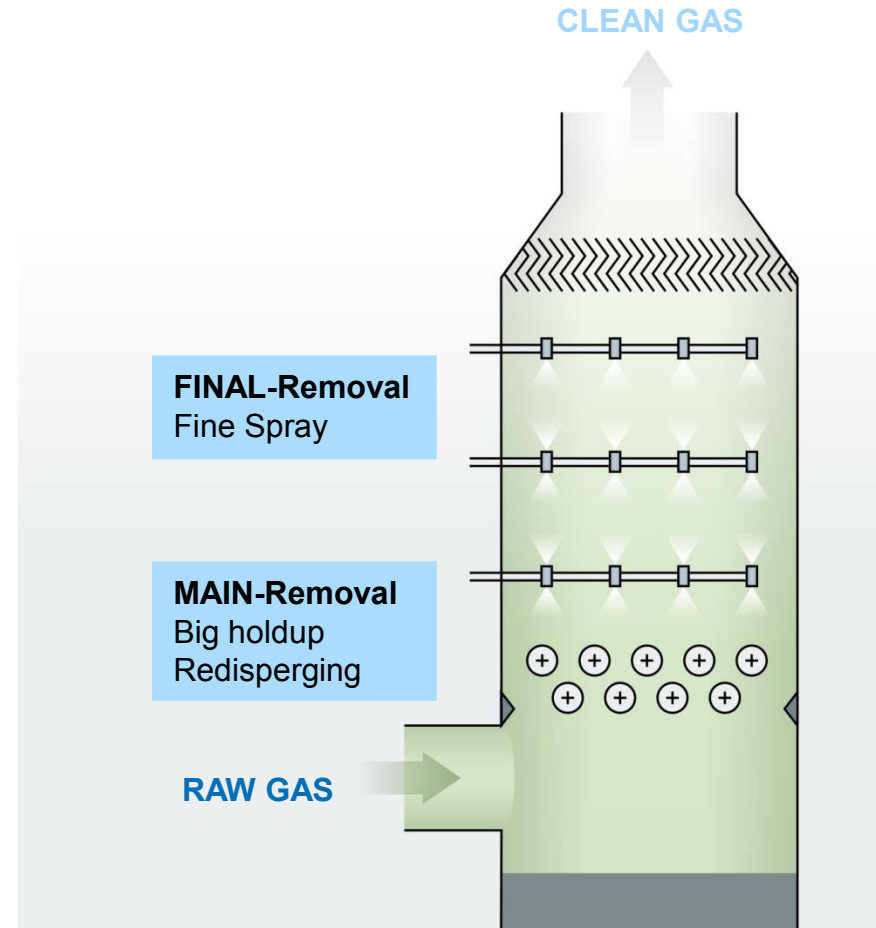 CLEAN GAS
FINAL-Removal
Fine Spray
MAIN-Removal
Big holdup
Redisperging
RAW GAS